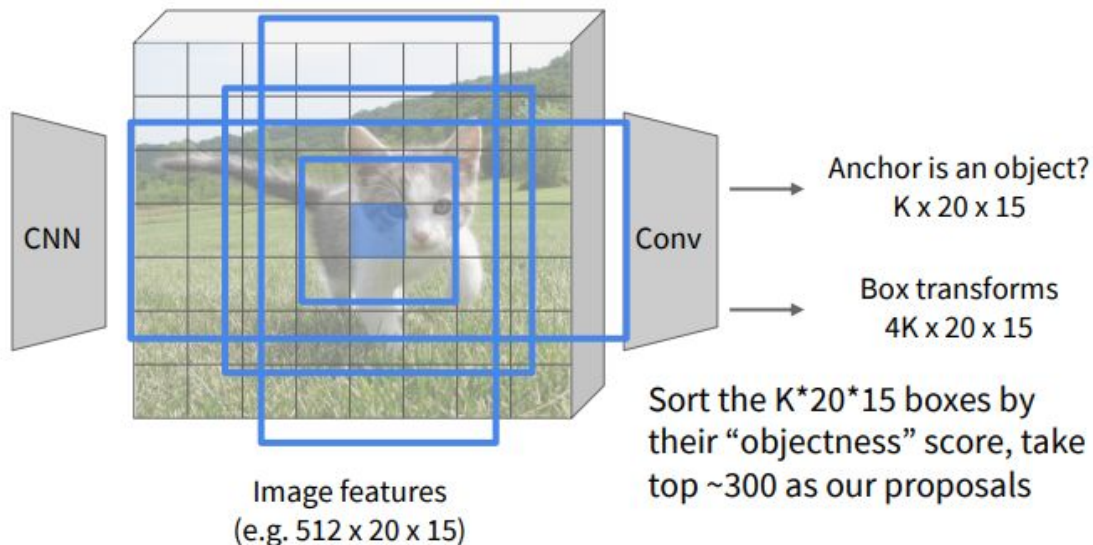 CNN
Conv
Anchor is an object?
K x 20 x 15
Box transforms
4K x 20 x 15
Sort the K*20*15 boxes by
their “objectness” score, take
top ~300 as our proposals
Image features
(e.g. 512 x 20 x 15)